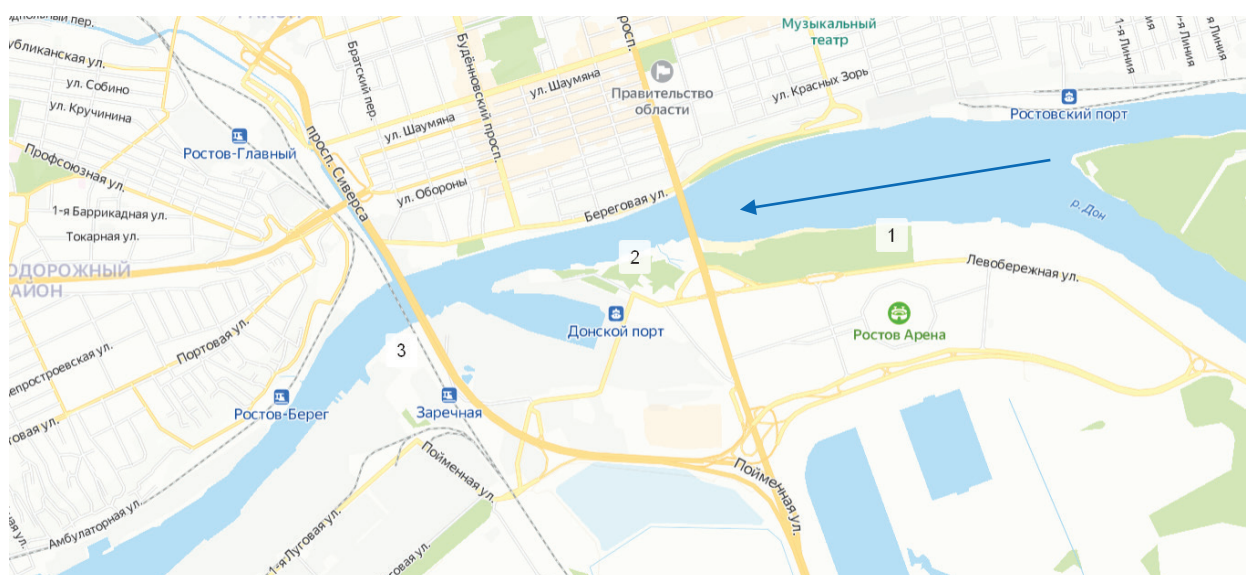 просп.
Музыкальный
театр
1-я Линия
я Линия
я Линия
Братский пер.
Будённовский просп.
ул. Собино
ул. Кручинина
ул. Шаумяна
Правительство
области
ул. Красных Зорь
Ростовский порт
Ростов-Главный
просп. Сиверса
ул. Шаумяна
Профсоюзная ул.
ул. Обороны
Береговая ул.
р. Дон
1-я Баррикадная ул.
Токарная ул.
1
2
Левобережная ул.
Донской порт
Ростов Арена
Портовая ул.
3
Ростов-Берег
Заречная
Пойменная ул.
Пойменная ул.
Амбулаторная ул.
1-я Луговая ул.